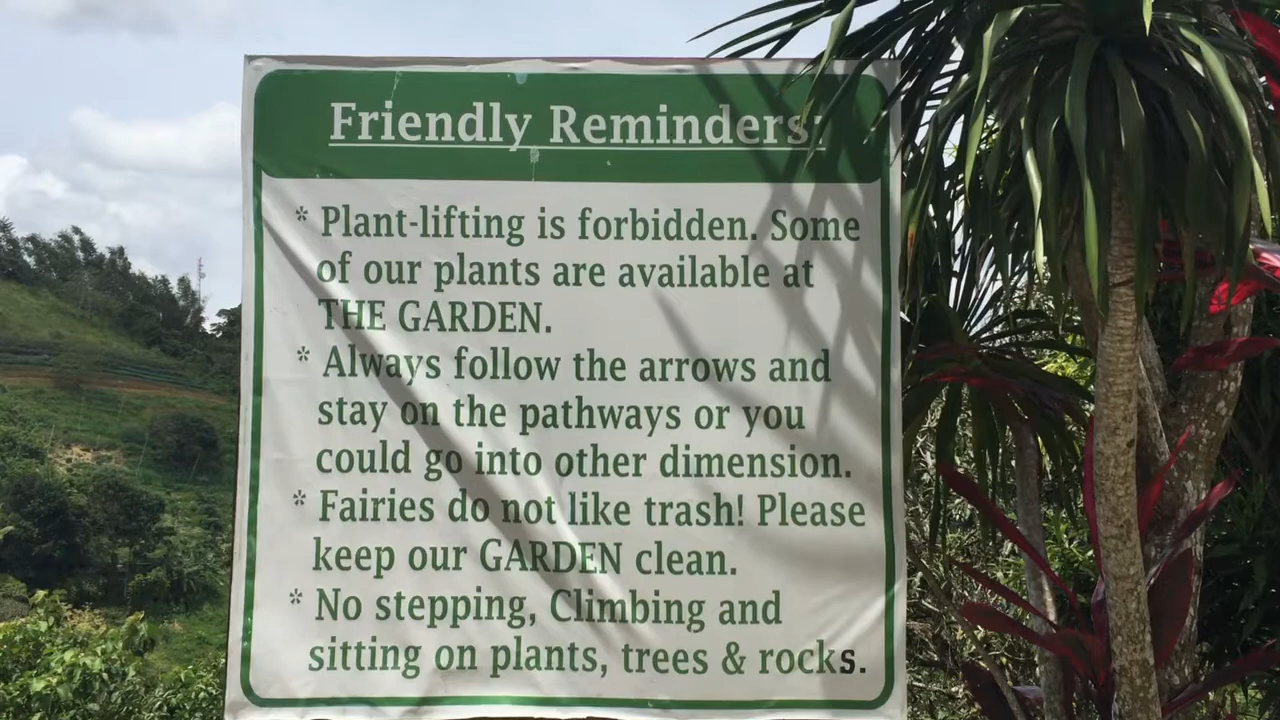 Friendly Reminders:
* Plant-lifting is forbidden. Some
of our plants are available at
THE GARDEN.
* Always follow the arrows and
stay on the pathways or you
could go into other dimension.
* Fairies do not like trash! Please
keep our GARDEN clean.
* No stepping, Climbing and
sitting on plants, trees & rocks.